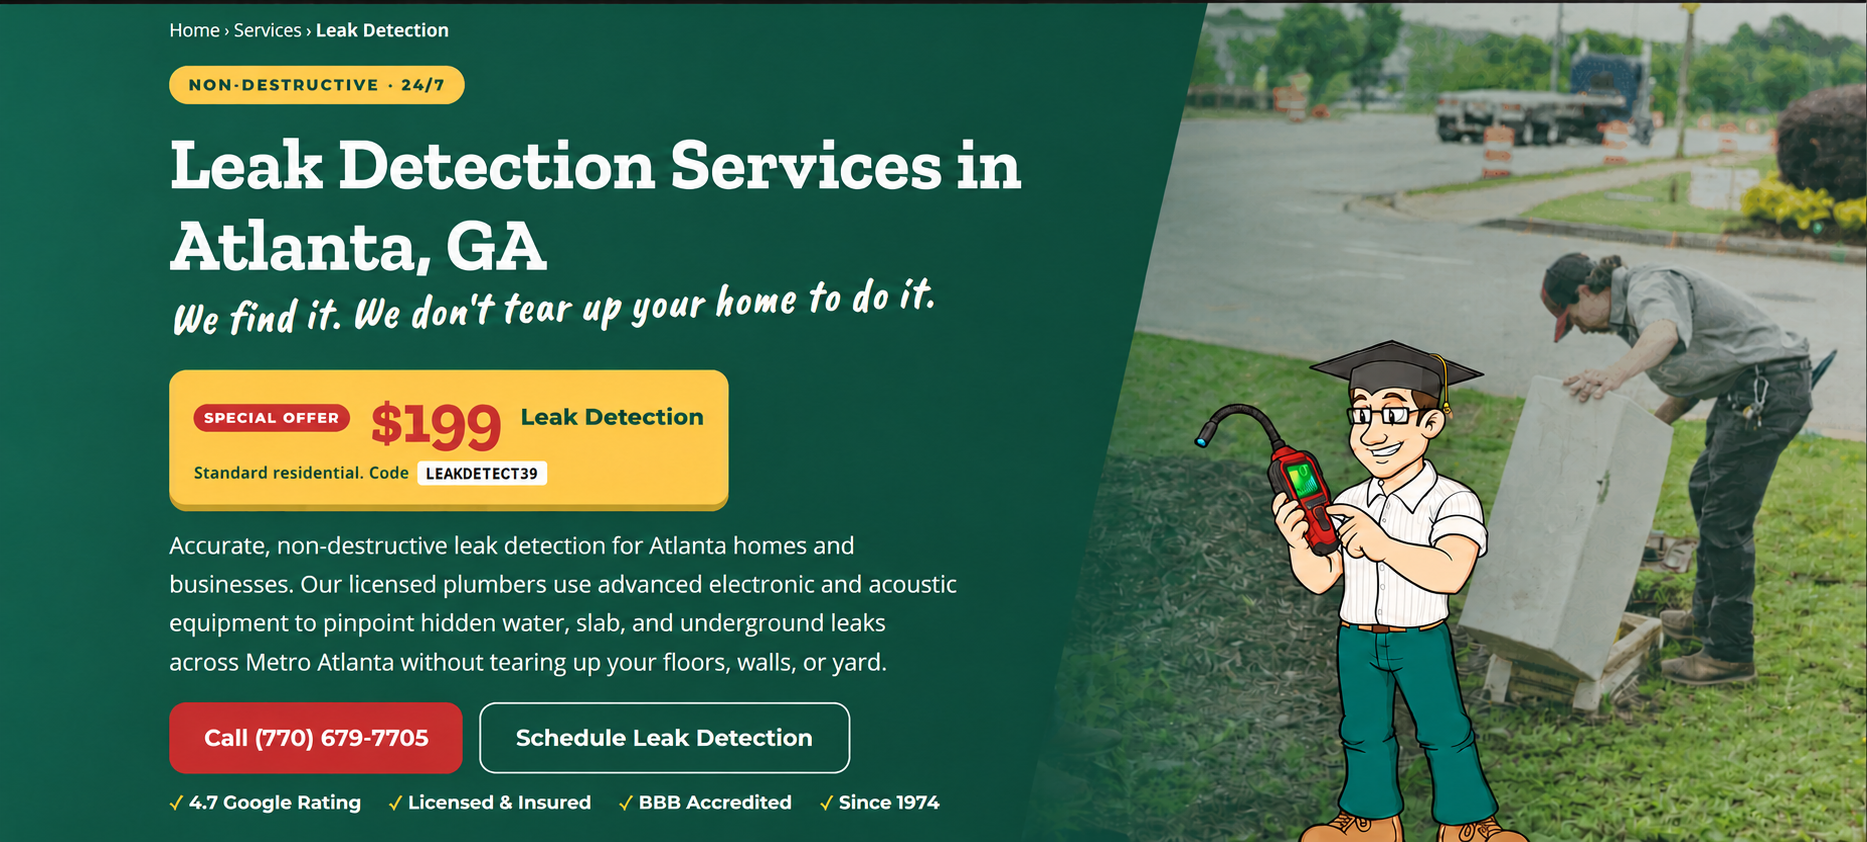 Home › Services › Leak Detection
NON-DESTRUCTIVE · 24/7
Leak Detection Services in
Atlanta, GA
We find it. We don't tear up your home to do it.
SPECIAL OFFER $199 Leak Detection
Standard residential. Code LEAKDETECT39
Accurate, non-destructive leak detection for Atlanta homes and
businesses. Our licensed plumbers use advanced electronic and acoustic
equipment to pinpoint hidden water, slab, and underground leaks
across Metro Atlanta without tearing up your floors, walls, or yard.
Call (770) 679-7705 Schedule Leak Detection
✓ 4.7 Google Rating ✓ Licensed & Insured ✓ BBB Accredited ✓ Since 1974